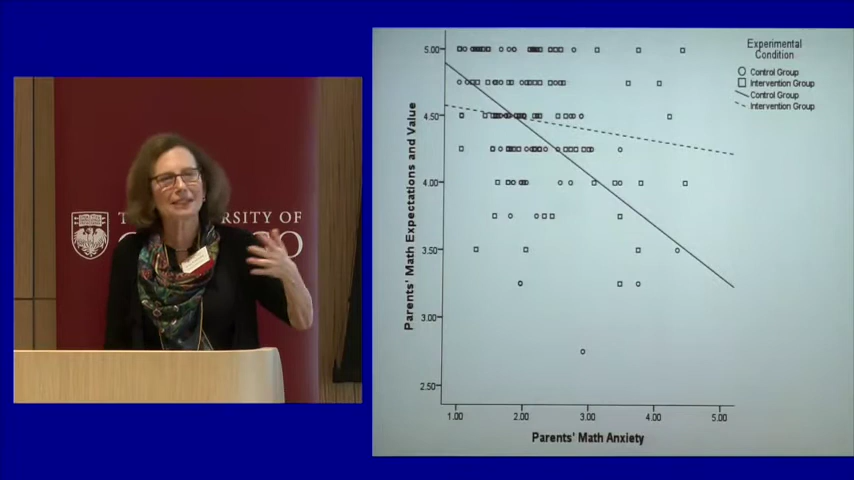 T
RSITY OF
O
Experimental
Condition
Control Group
Intervention Group
Control Group
Intervention Group
Parents' Math Expectations and Value
5.00
4.50
4.00
3.50
3.00
2.50
1.00 2.00 3.00 4.00 5.00
Parents' Math Anxiety